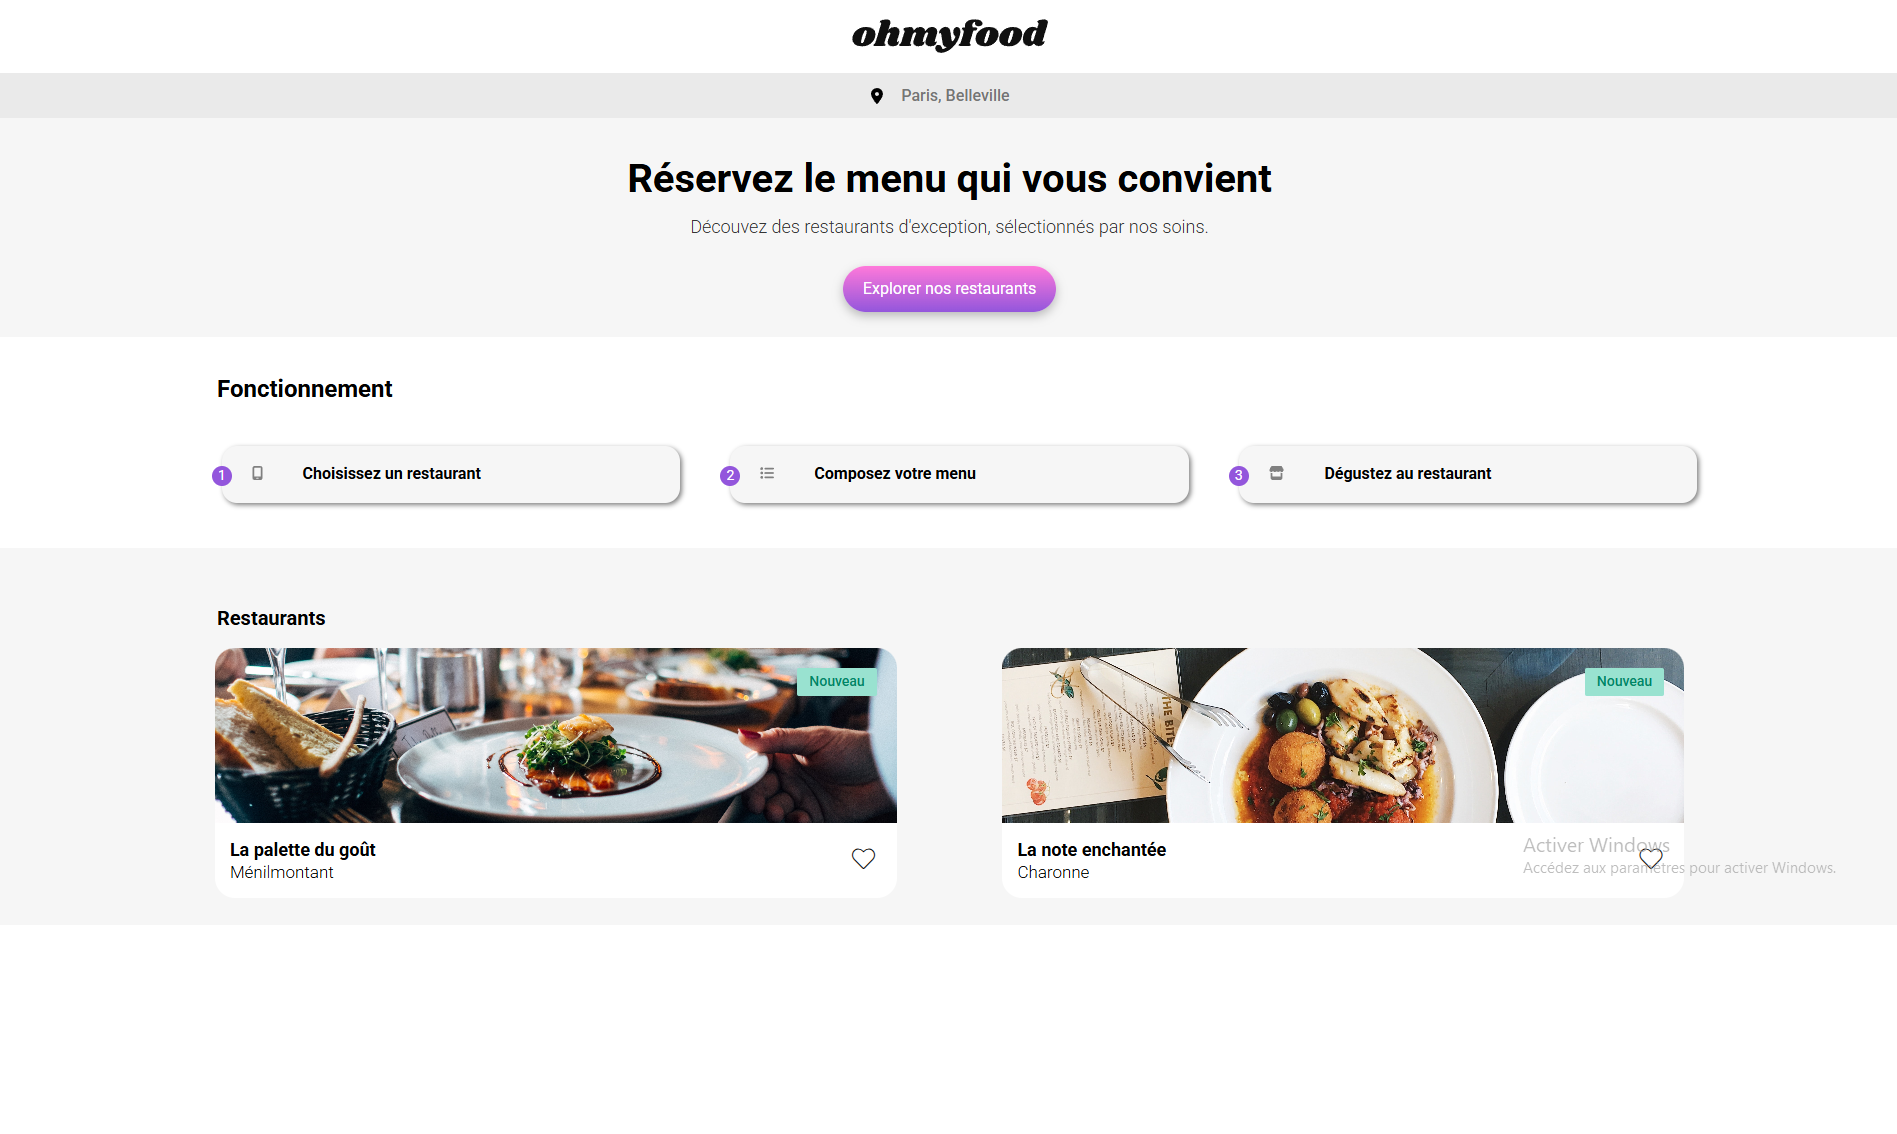 ohmyfood
Paris, Belleville
Réservez le menu qui vous convient
Découvez des restaurants d'exception, sélectionnés par nos soins.
Explorer nos restaurants
Fonctionnement
1 Choisissez un restaurant
2 Composez votre menu
3 Dégustez au restaurant
Restaurants
Nouveau
THE BITE
Nouveau
La palette du goût
Ménilmontant
La note enchantée
Charonne
Activer Windows
Accédez aux paramètres pour activer Windows.